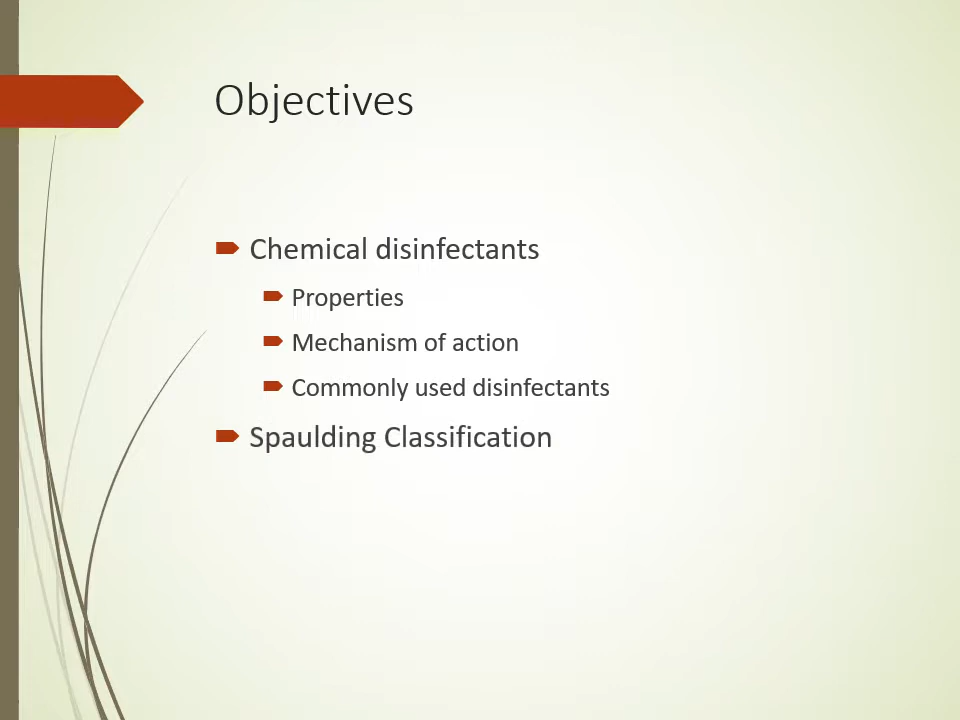 Objectives
Chemical disinfectants
Properties
Mechanism of action
Commonly used disinfectants
Spaulding Classification